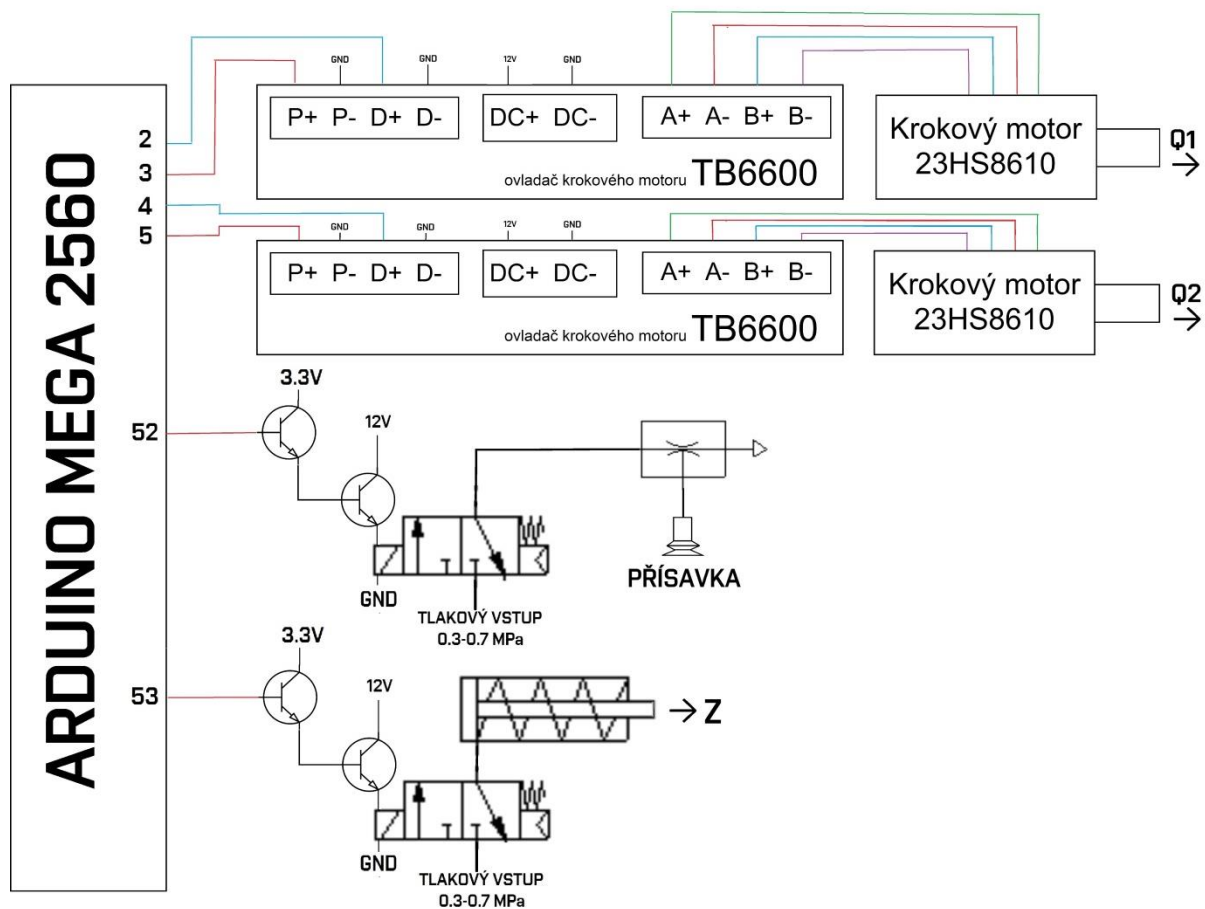 ARDUINO MEGA 2560
2
3
4
5
52
53
GND
GND
12V
GND
P+ P- D+ D-
DC+ DC-
A+ A- B+ B-
ovladač krokového motoru TB6600
Krokový motor
23HS8610
Q1
GND
GND
12V
GND
P+ P- D+ D-
DC+ DC-
A+ A- B+ B-
ovladač krokového motoru TB6600
Krokový motor
23HS8610
Q2
3.3V
12V
GND
TLAKOVÝ VSTUP
0.3-0.7 MPa
PŘÍSAVKA
3.3V
12V
GND
TLAKOVÝ VSTUP
0.3-0.7 MPa
Z